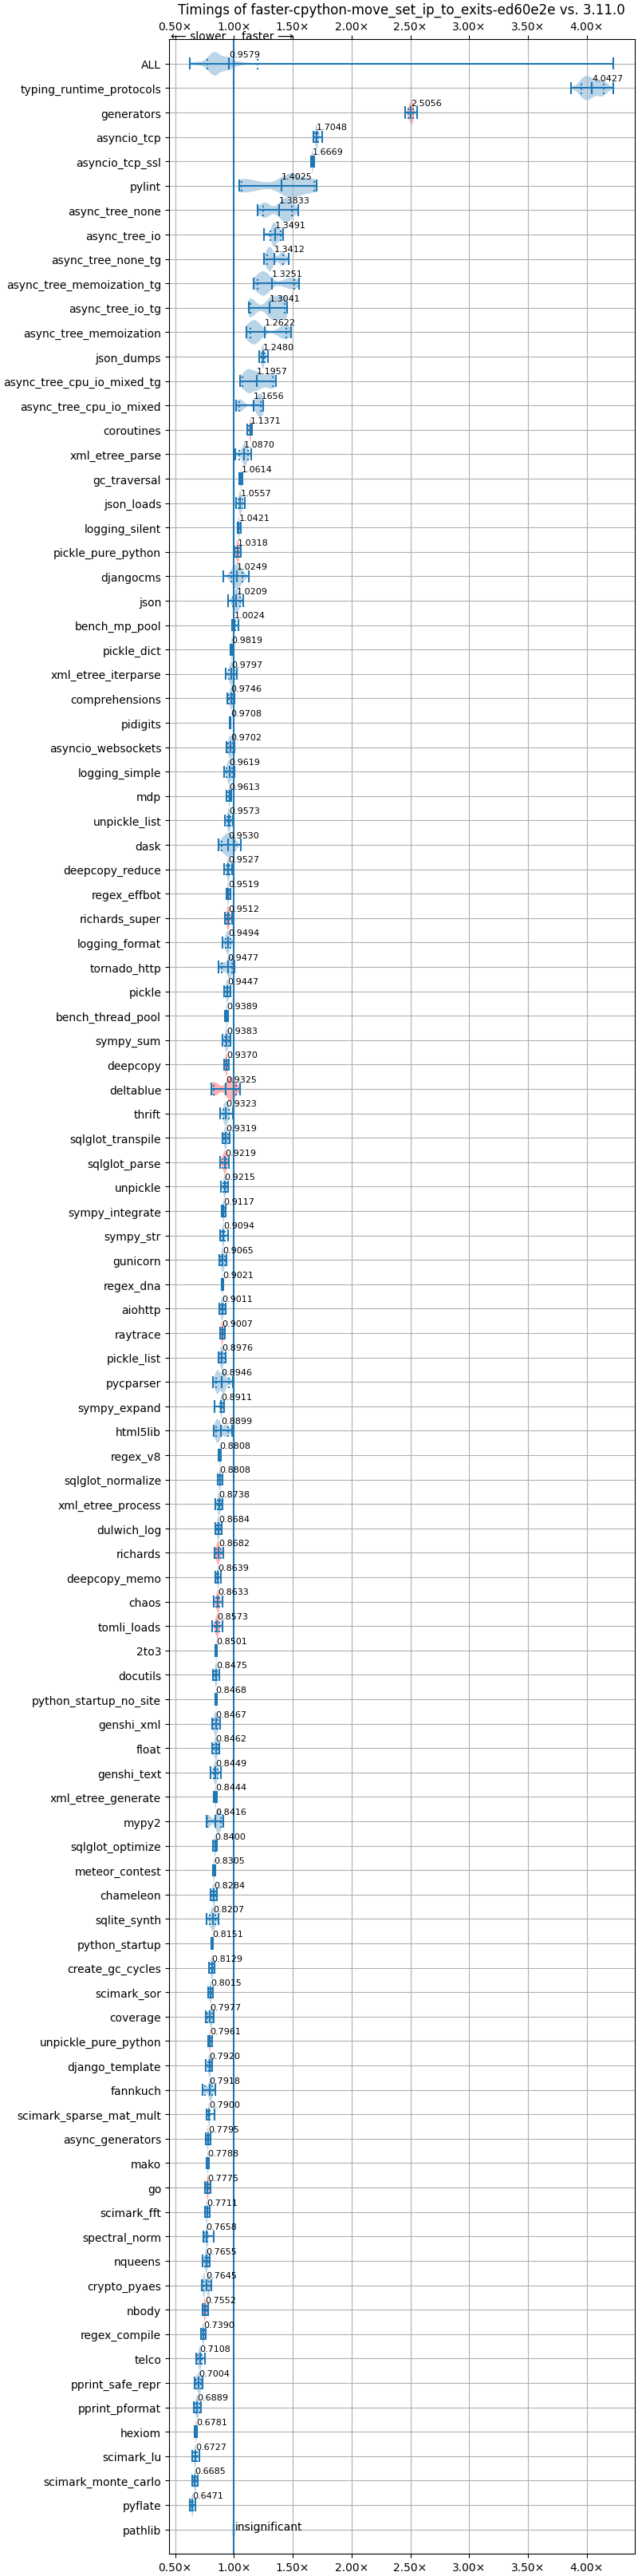 Timings of faster-cpython-move_set_ip_to_exits-ed60e2e vs. 3.11.0
0.50× 1.00× 1.50× 2.00× 2.50× 3.00× 3.50× 4.00×
⟵ slower faster ⟶
ALL 0.9579
typing_runtime_protocols 4.0427
generators 2.5056
asyncio_tcp 1.7048
asyncio_tcp_ssl 1.6669
pylint 1.4025
async_tree_none 1.3833
async_tree_io 1.3491
async_tree_none_tg 1.3412
async_tree_memoization_tg 1.3251
async_tree_io_tg 1.3041
async_tree_memoization 1.2622
json_dumps 1.2480
async_tree_cpu_io_mixed_tg 1.1957
async_tree_cpu_io_mixed 1.1656
coroutines 1.1371
xml_etree_parse 1.0870
gc_traversal 1.0614
json_loads 1.0557
logging_silent 1.0421
pickle_pure_python 1.0318
djangocms 1.0249
json 1.0209
bench_mp_pool 1.0024
pickle_dict 0.9819
xml_etree_iterparse 0.9797
comprehensions 0.9746
pidigits 0.9708
asyncio_websockets 0.9702
logging_simple 0.9619
mdp 0.9613
unpickle_list 0.9573
dask 0.9530
deepcopy_reduce 0.9527
regex_effbot 0.9519
richards_super 0.9512
logging_format 0.9494
tornado_http 0.9477
pickle 0.9447
bench_thread_pool 0.9389
sympy_sum 0.9383
deepcopy 0.9370
deltablue 0.9325
thrift 0.9323
sqlglot_transpile 0.9319
sqlglot_parse 0.9219
unpickle 0.9215
sympy_integrate 0.9117
sympy_str 0.9094
gunicorn 0.9065
regex_dna 0.9021
aiohttp 0.9011
raytrace 0.9007
pickle_list 0.8976
pycparser 0.8946
sympy_expand 0.8911
html5lib 0.8899
regex_v8 0.8808
sqlglot_normalize 0.8808
xml_etree_process 0.8738
dulwich_log 0.8684
richards 0.8682
deepcopy_memo 0.8639
chaos 0.8633
tomli_loads 0.8573
2to3 0.8501
docutils 0.8475
python_startup_no_site 0.8468
genshi_xml 0.8467
float 0.8462
genshi_text 0.8449
xml_etree_generate 0.8444
mypy2 0.8416
sqlglot_optimize 0.8400
meteor_contest 0.8305
chameleon 0.8284
sqlite_synth 0.8207
python_startup 0.8151
create_gc_cycles 0.8129
scimark_sor 0.8015
coverage 0.7977
unpickle_pure_python 0.7961
django_template 0.7920
fannkuch 0.7918
scimark_sparse_mat_mult 0.7900
async_generators 0.7795
mako 0.7788
go 0.7775
scimark_fft 0.7711
spectral_norm 0.7658
nqueens 0.7655
crypto_pyaes 0.7645
nbody 0.7552
regex_compile 0.7390
telco 0.7108
pprint_safe_repr 0.7004
pprint_pformat 0.6889
hexiom 0.6781
scimark_lu 0.6727
scimark_monte_carlo 0.6685
pyflate 0.6471
pathlib insignificant
0.50× 1.00× 1.50× 2.00× 2.50× 3.00× 3.50× 4.00×